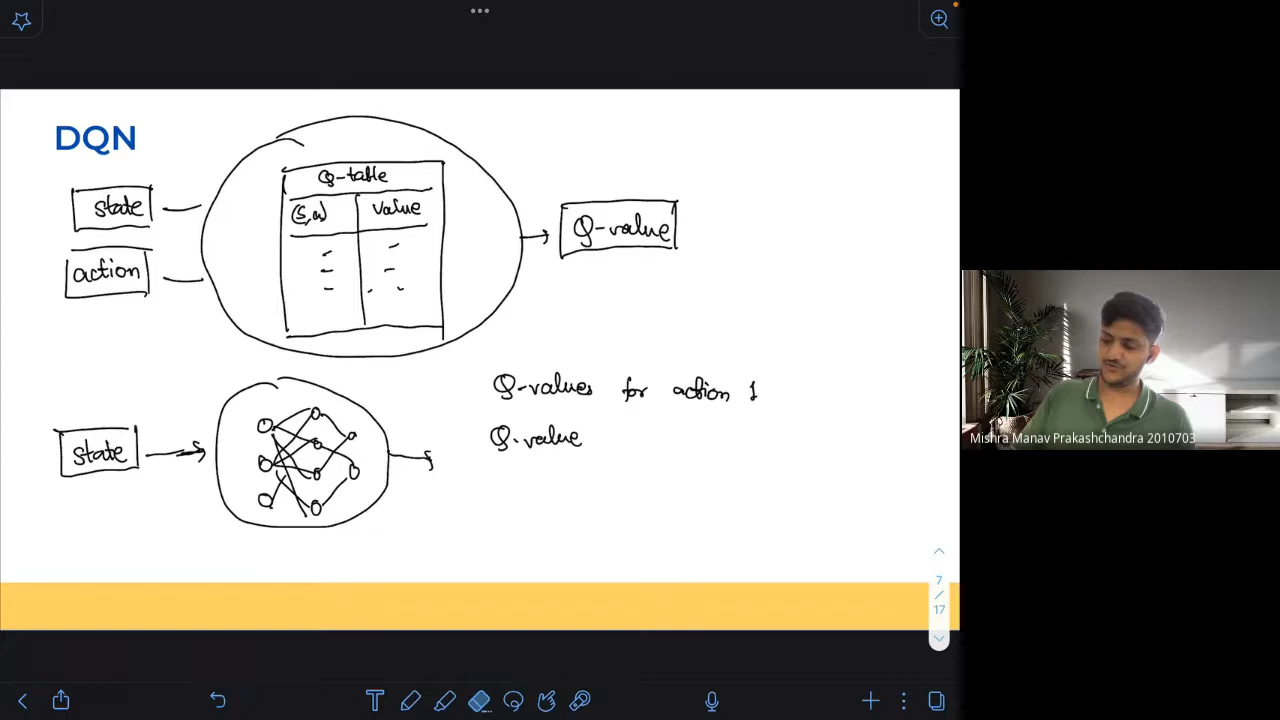 DQN
Q-table
state
(s,a)
value
Q-value
action
Q-values for action 1
Q-value
state
Mishra Manav Prakashchandra 2010703
7
/
17
T